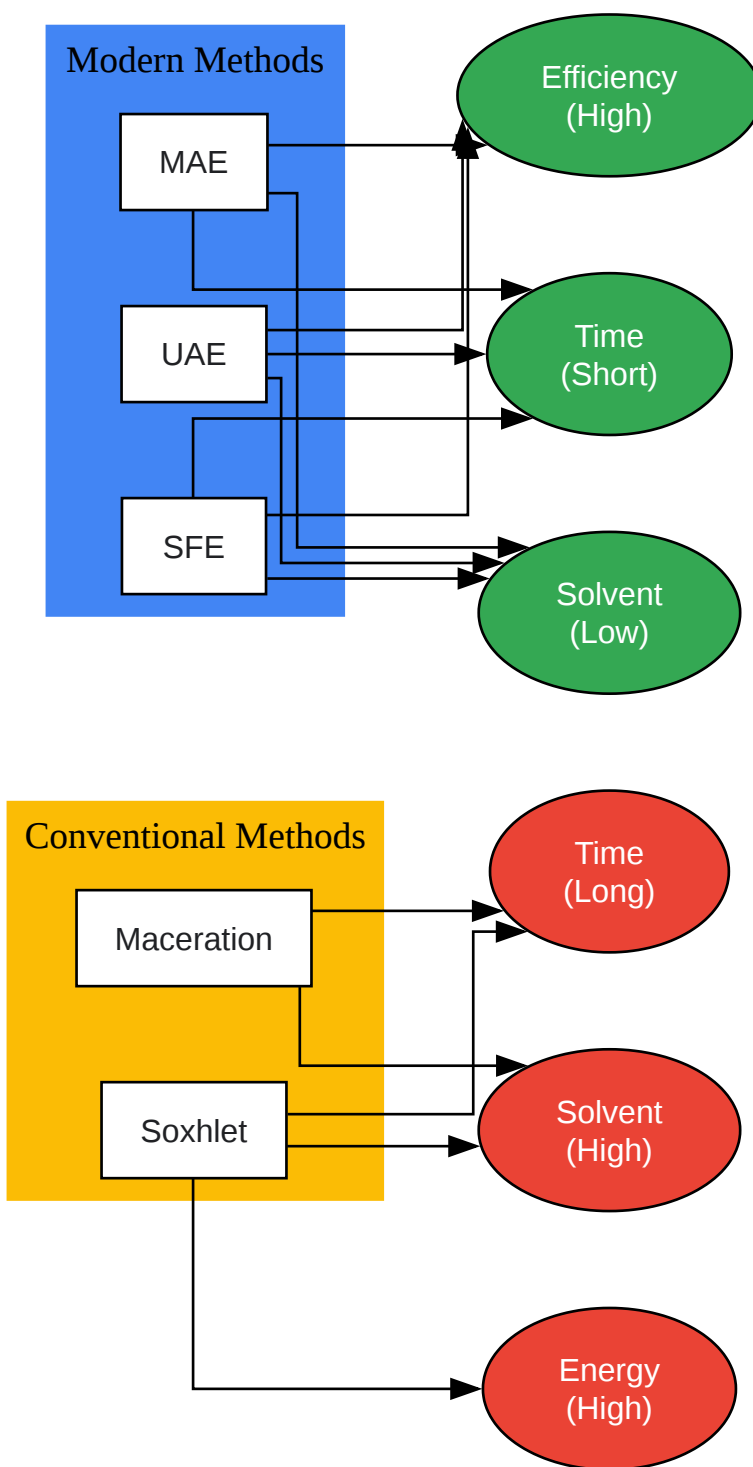 Modern Methods
MAE
UAE
SFE
Efficiency
(High)
Time
(Short)
Solvent
(Low)
Conventional Methods
Maceration
Soxhlet
Time
(Long)
Solvent
(High)
Energy
(High)